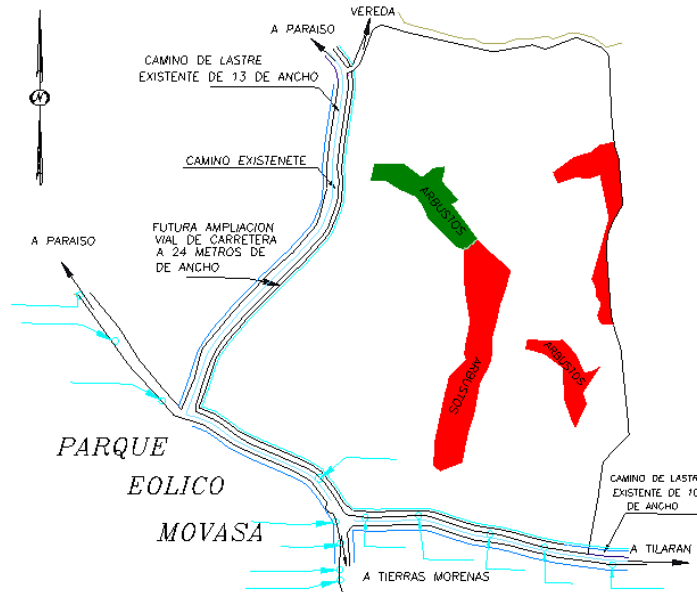 VEREDA
A PARAISO
CAMINO DE LASTRE
EXISTENTE DE 13 DE ANCHO
N
CAMINO EXISTENETE
ARBUSTOS
FUTURA AMPLIACION
VIAL DE CARRETERA
A 24 METROS DE
DE ANCHO
A PARAISO
ARBUSTOS
ARBUSTOS
PARQUE
EOLICO
MOVASA
CAMINO DE LASTR
EXISTENTE DE 10
DE ANCHO
A TILARAN
A TIERRAS MORENAS